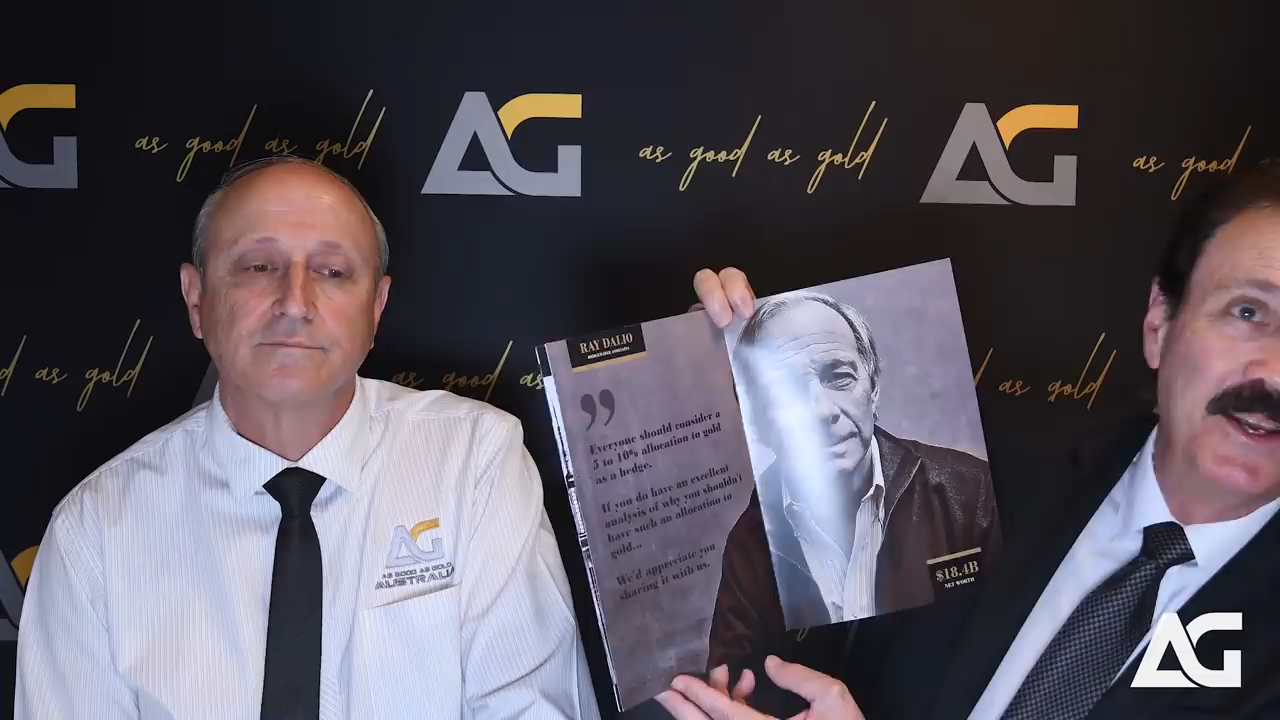 AG
as good as gold
AG
as good as gold
AG
as good
as gold
as good as
as gold
RAY DALIO
BRIDGEWATER ASSOCIATES
”
Everyone should consider a
5 to 10% allocation to gold
as a hedge.
If you do have an excellent
analysis of why you shouldn't
have such an allocation to
gold...
We'd appreciate you
sharing it with us.
$18.4B
NET WORTH
AG
AS GOOD AS GOLD
AUSTRALIA
AG